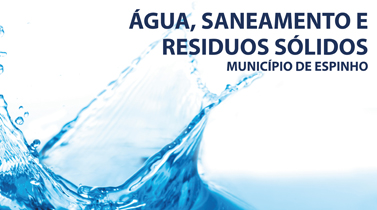 ÁGUA, SANEAMENTO E
RESIDUOS SÓLIDOS
MUNICÍPIO DE ESPINHO